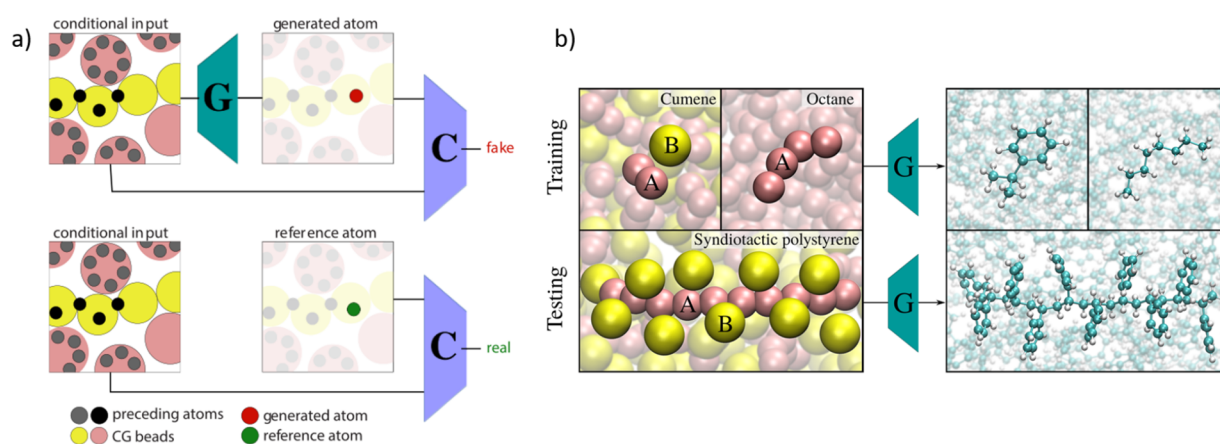 a)
conditional input
generated atom
G
C
fake
conditional input
reference atom
C
real
preceding atoms
generated atom
CG beads
reference atom
b)
Training
Cumene
Octane
B
A
A
G
Testing
Syndiotactic polystyrene
A
B
G